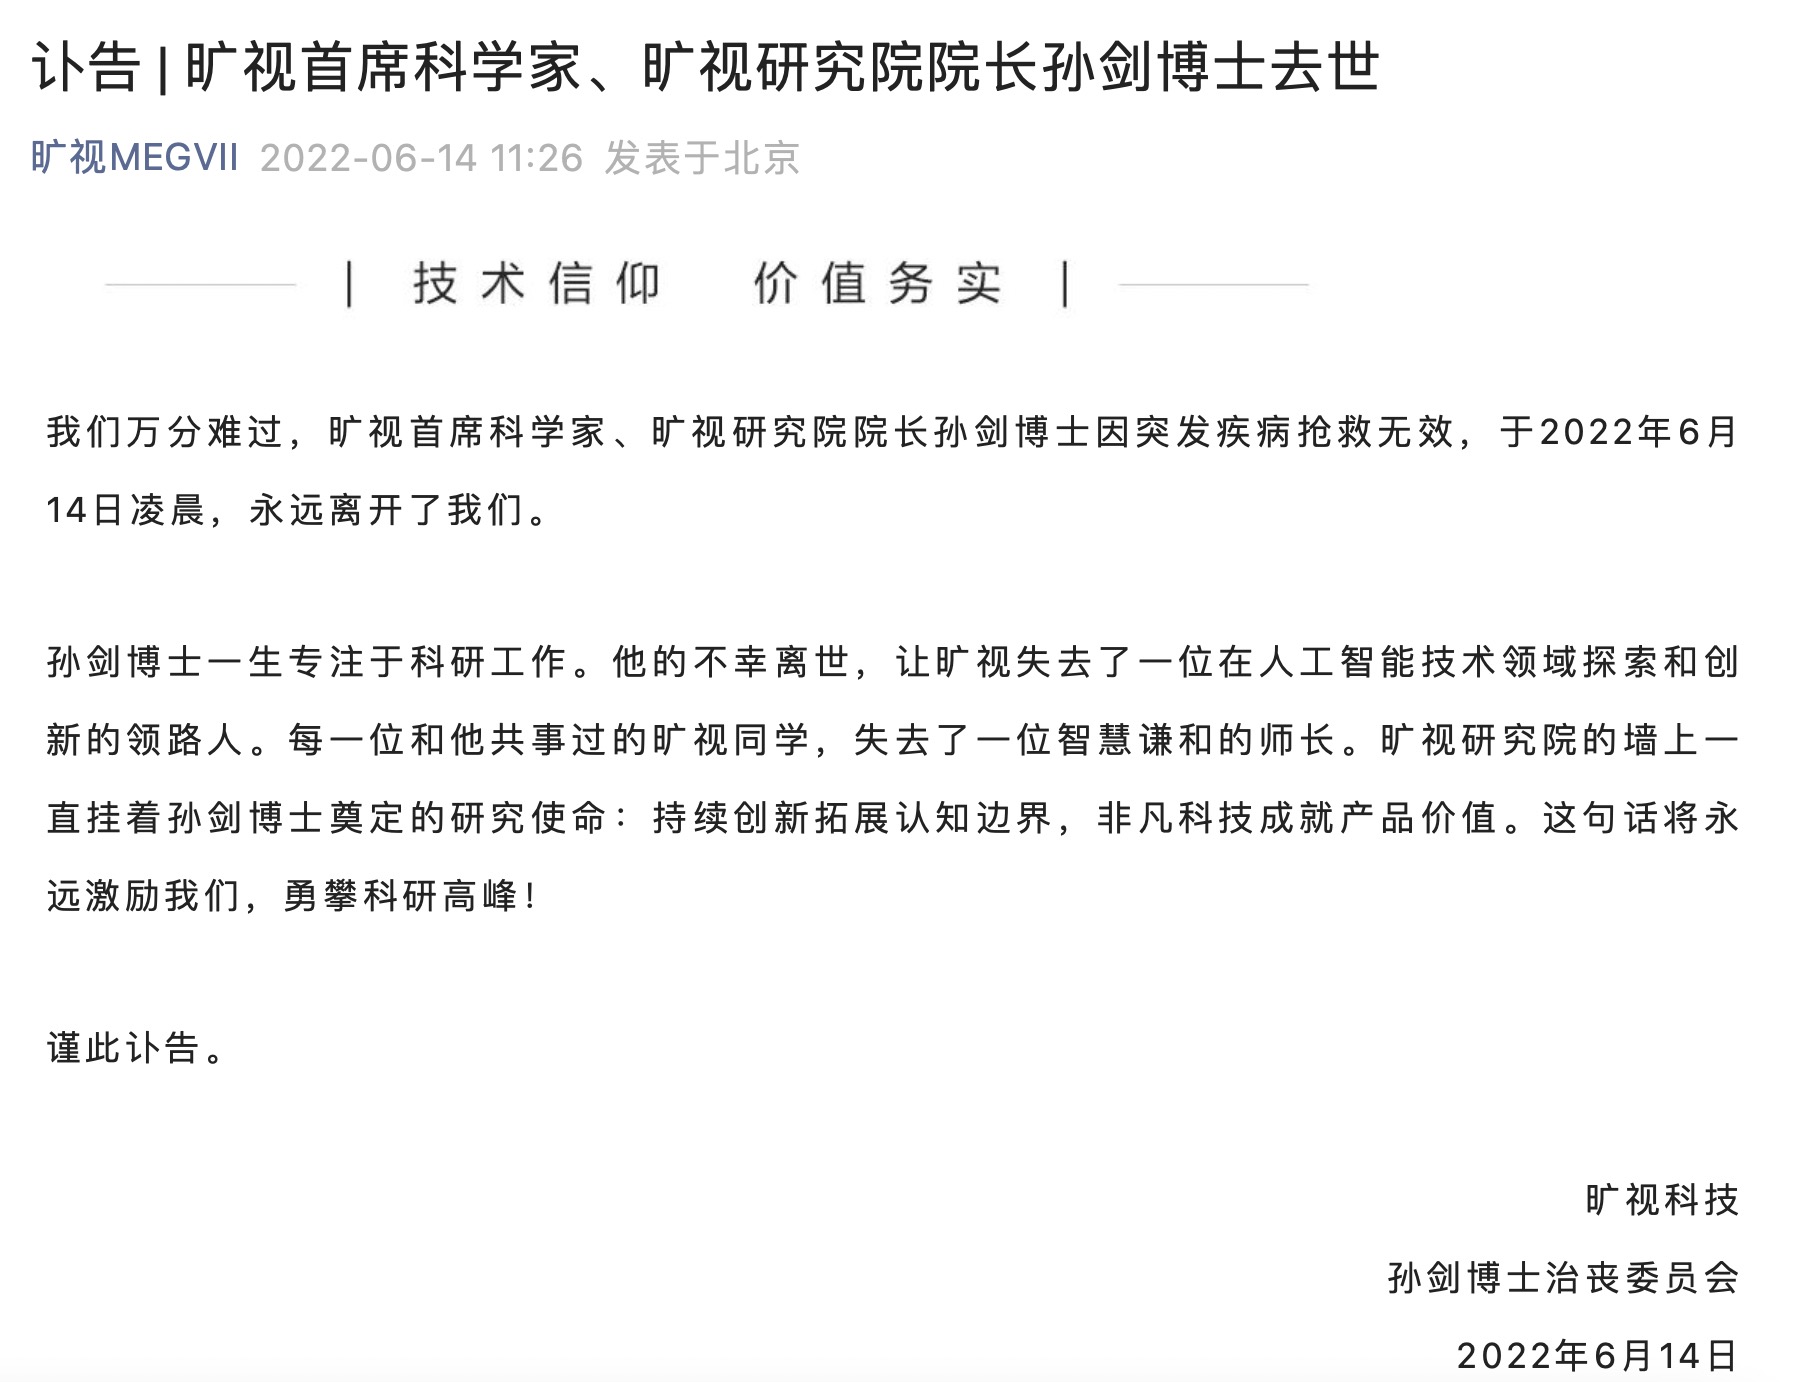 讣告 | 旷视首席科学家、旷视研究院院长孙剑博士去世
旷视MEGVII 2022-06-14 11:26 发表于北京
| 技术信仰 价值务实 |
我们万分难过，旷视首席科学家、旷视研究院院长孙剑博士因突发疾病抢救无效，于2022年6月
14日凌晨，永远离开了我们。
孙剑博士一生专注于科研工作。他的不幸离世，让旷视失去了一位在人工智能技术领域探索和创
新的领路人。每一位和他共事过的旷视同学，失去了一位智慧谦和的师长。旷视研究院的墙上一
直挂着孙剑博士奠定的研究使命：持续创新拓展认知边界，非凡科技成就产品价值。这句话将永
远激励我们，勇攀科研高峰！
谨此讣告。
旷视科技
孙剑博士治丧委员会
2022年6月14日